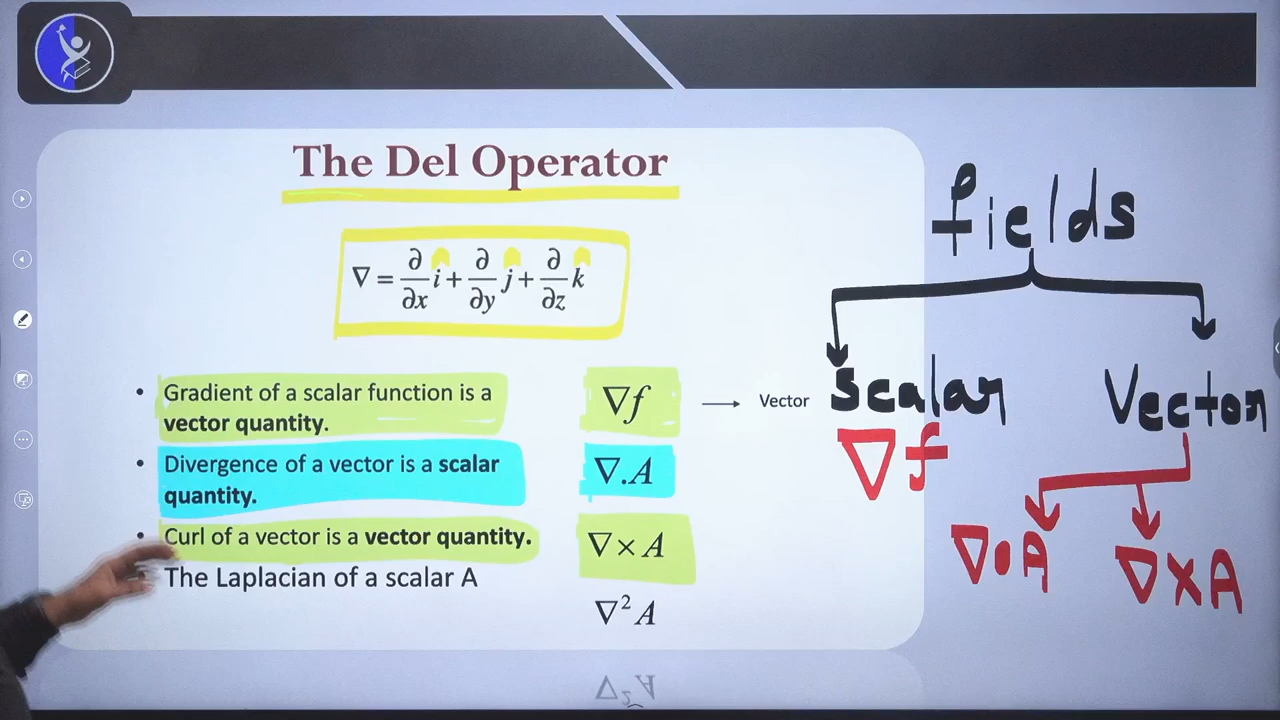 The Del Operator
∇ = ∂/∂x i + ∂/∂y j + ∂/∂z k
• Gradient of a scalar function is a
vector quantity.
∇f → Vector
• Divergence of a vector is a scalar
quantity.
∇.A
• Curl of a vector is a vector quantity.
∇×A
The Laplacian of a scalar A
∇²A
fields
Scalar
∇f
Vector
∇•A
∇×A